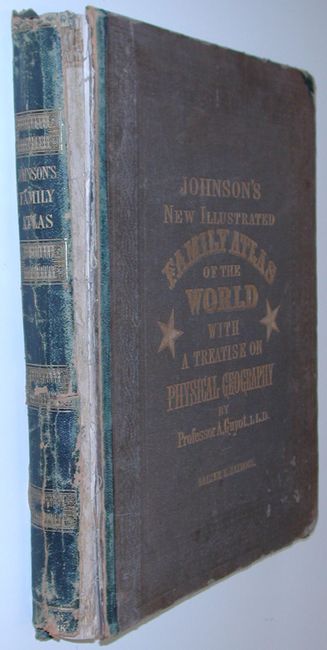 JOHNSON'S
FAMILY
ATLAS
JOHNSON'S
NEW ILLUSTRATED
FAMILY ATLAS
OF THE
WORLD
WITH
A TREATISE ON
PHYSICAL GEOGRAPHY
BY
Professor A. Guyot. L.L.D.